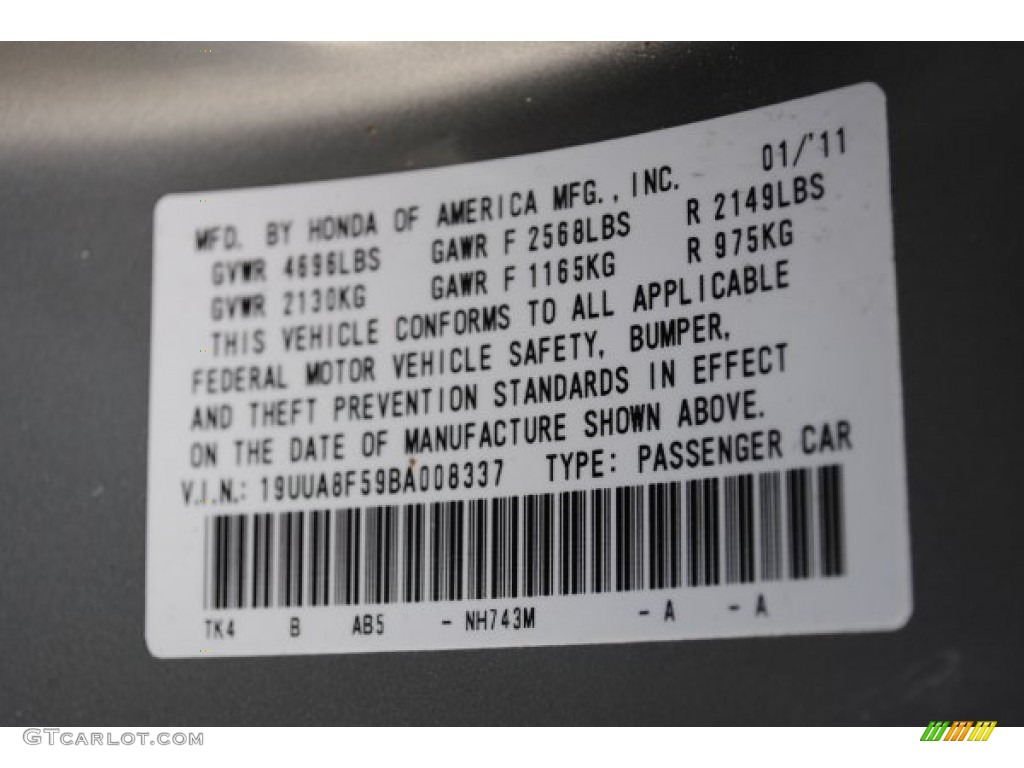 MFD. BY HONDA OF AMERICA MFG., INC. 01/'11
GVWR 4696LBS GAWR F 2568LBS R 2149LBS
GVWR 2130KG GAWR F 1165KG R 975KG
THIS VEHICLE CONFORMS TO ALL APPLICABLE
FEDERAL MOTOR VEHICLE SAFETY, BUMPER,
AND THEFT PREVENTION STANDARDS IN EFFECT
ON THE DATE OF MANUFACTURE SHOWN ABOVE.
V.I.N.: 19UUA8F59BA008337 TYPE: PASSENGER CAR
TK4 B AB5 - NH743M - A - A
GTCARLOT.COM